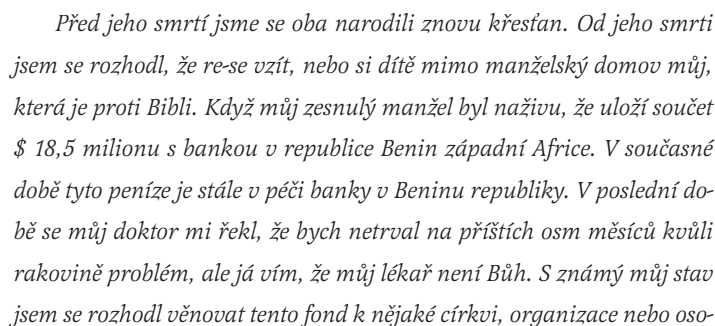 Před jeho smrtí jsme se oba narodili znovu křesťan. Od jeho smrti
jsem se rozhodl, že re-se vzít, nebo si dítě mimo manželský domov můj,
která je proti Bibli. Když můj zesnulý manžel byl naživu, že uloží součet
$ 18,5 milionu s bankou v republice Benin západní Africe. V současné
době tyto peníze je stále v péči banky v Beninu republiky. V poslední do-
bě se můj doktor mi řekl, že bych netrval na příštích osm měsíců kvůli
rakovině problém, ale já vím, že můj lékař není Bůh. S známý můj stav
jsem se rozhodl věnovat tento fond k nějaké církvi, organizace nebo oso-